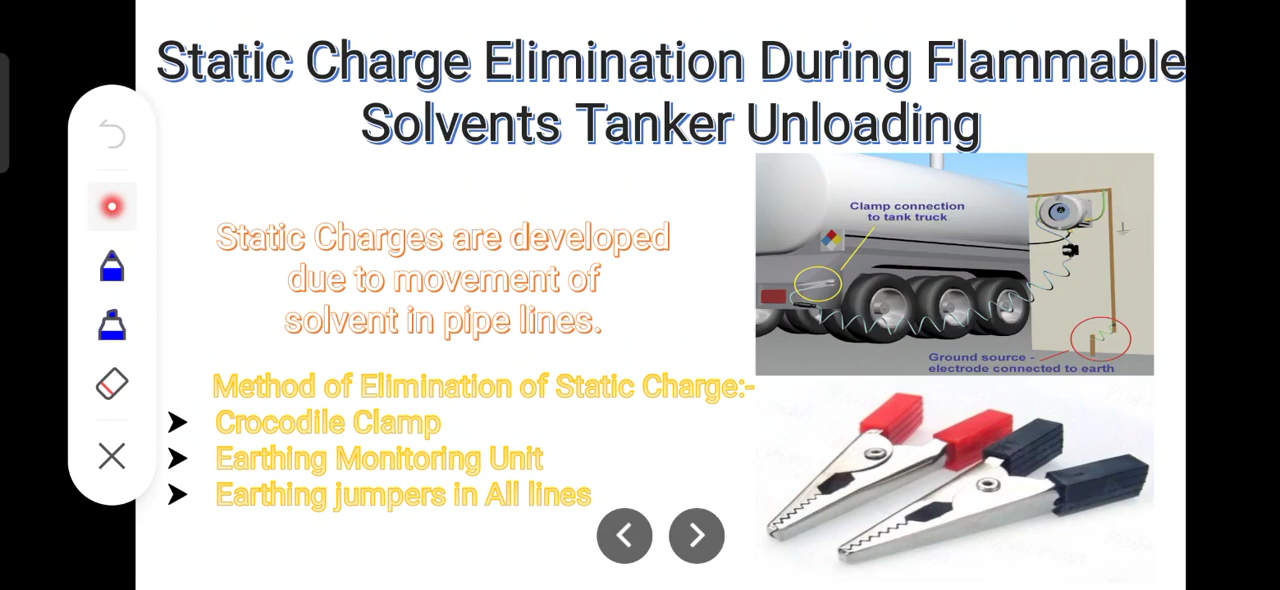 Static Charge Elimination During Flammable
Solvents Tanker Unloading
Clamp connection
to tank truck
Static Charges are developed
due to movement of
solvent in pipe lines.
Ground source -
electrode connected to earth
Method of Elimination of Static Charge:-
Crocodile Clamp
Earthing Monitoring Unit
Earthing jumpers in All lines